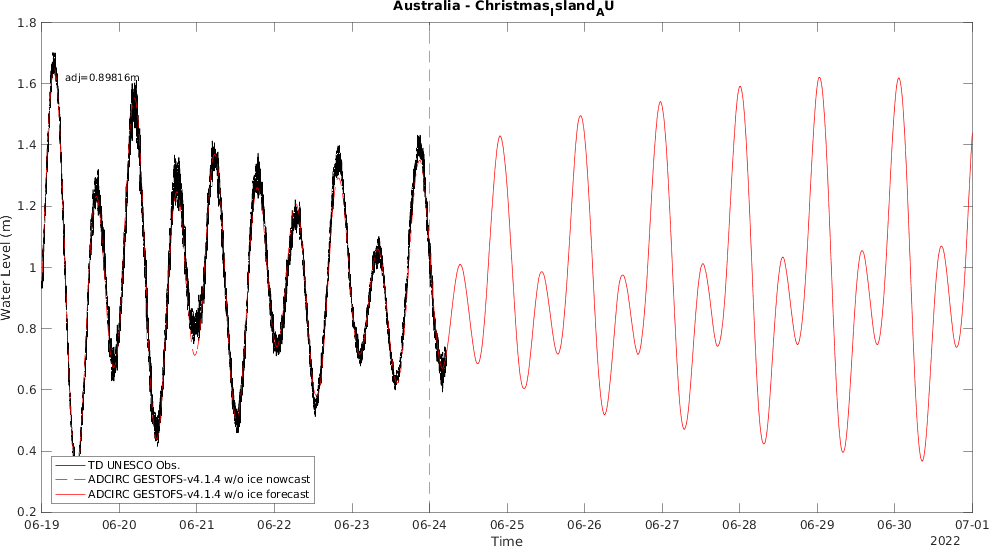 Australia - ChristmasIslandAU
1.8
1.6
1.4
1.2
1
0.8
0.6
0.4
0.2
Water Level (m)
adj=0.89816m
TD UNESCO Obs.
ADCIRC GESTOFS-v4.1.4 w/o ice nowcast
ADCIRC GESTOFS-v4.1.4 w/o ice forecast
06-19 06-20 06-21 06-22 06-23 06-24 06-25 06-26 06-27 06-28 06-29 06-30 07-01
Time
2022